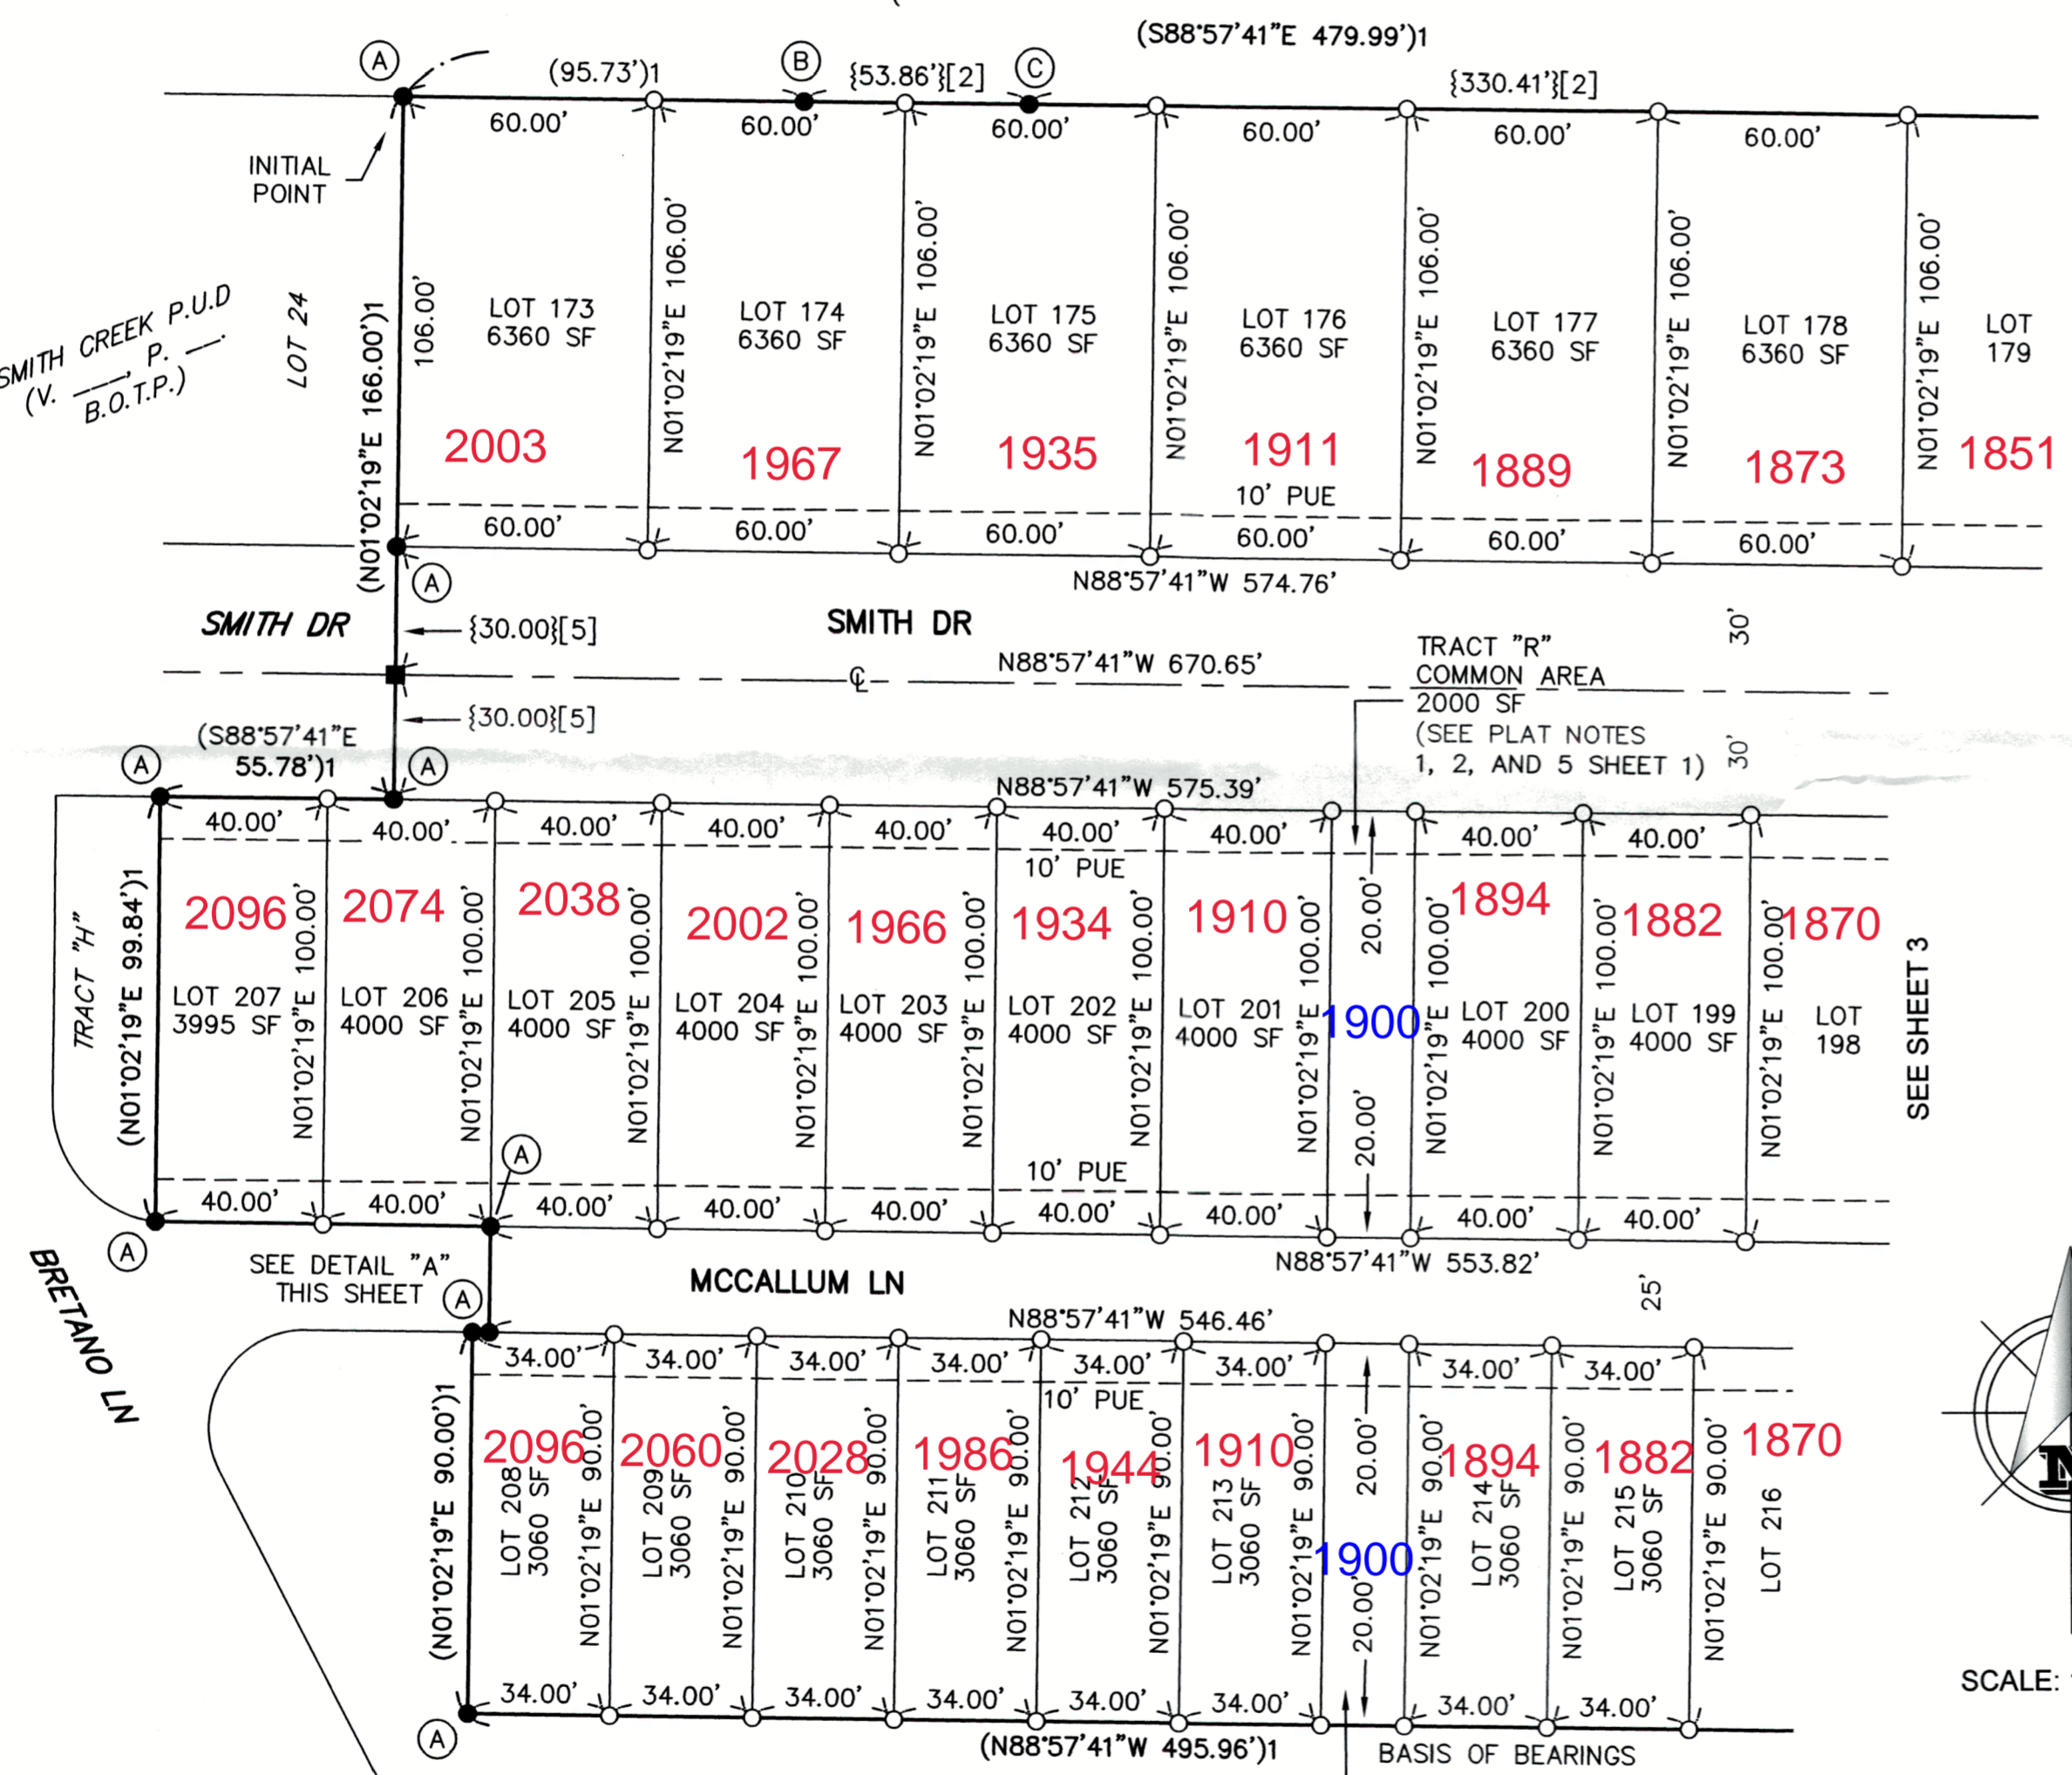 (S88°57'41"E 479.99')1
A
(95.73')1
B
{53.86'}[2]
C
{330.41'}[2]
60.00'
60.00'
60.00'
60.00'
60.00'
60.00'
INITIAL
POINT
SMITH CREEK P.U.D
(V. ___, P. ___.
B.O.T.P.)
LOT 24
(N01°02'19"E 166.00')1
106.00'
LOT 173
6360 SF
2003
N01°02'19"E 106.00'
LOT 174
6360 SF
1967
N01°02'19"E 106.00'
LOT 175
6360 SF
1935
N01°02'19"E 106.00'
LOT 176
6360 SF
1911
N01°02'19"E 106.00'
LOT 177
6360 SF
1889
N01°02'19"E 106.00'
LOT 178
6360 SF
1873
N01°02'19"E 106.00'
LOT
179
1851
10' PUE
60.00'
60.00'
60.00'
60.00'
60.00'
60.00'
A
N88°57'41"W 574.76'
SMITH DR
{30.00}[5]
SMITH DR
30'
N88°57'41"W 670.65'
℄
TRACT "R"
COMMON AREA
2000 SF
(SEE PLAT NOTES
1, 2, AND 5 SHEET 1)
{30.00}[5]
30'
(S88°57'41"E
55.78')1
A
A
N88°57'41"W 575.39'
40.00'
40.00'
40.00'
40.00'
40.00'
40.00'
40.00'
40.00'
40.00'
10' PUE
TRACT "H"
(N01°02'19"E 99.84')1
2096
LOT 207
3995 SF
N01°02'19"E 100.00'
2074
LOT 206
4000 SF
N01°02'19"E 100.00'
2038
LOT 205
4000 SF
N01°02'19"E 100.00'
2002
LOT 204
4000 SF
N01°02'19"E 100.00'
1966
LOT 203
4000 SF
N01°02'19"E 100.00'
1934
LOT 202
4000 SF
N01°02'19"E 100.00'
1910
LOT 201
4000 SF
N01°02'19"E 100.00'
20.00'
1900
20.00'
N01°02'19"E 100.00'
1894
LOT 200
4000 SF
N01°02'19"E 100.00'
1882
LOT 199
4000 SF
N01°02'19"E 100.00'
1870
LOT
198
SEE SHEET 3
A
10' PUE
40.00'
40.00'
40.00'
40.00'
40.00'
40.00'
40.00'
40.00'
40.00'
A
BRETANO LN
SEE DETAIL "A"
THIS SHEET
A
MCCALLUM LN
N88°57'41"W 553.82'
25'
N88°57'41"W 546.46'
34.00'
34.00'
34.00'
34.00'
34.00'
34.00'
34.00'
34.00'
10' PUE
(N01°02'19"E 90.00')1
2096
LOT 208
3060 SF
N01°02'19"E 90.00'
2060
LOT 209
3060 SF
N01°02'19"E 90.00'
2028
LOT 210
3060 SF
N01°02'19"E 90.00'
1986
LOT 211
3060 SF
N01°02'19"E 90.00'
1944
LOT 212
3060 SF
N01°02'19"E 90.00'
1910
LOT 213
3060 SF
N01°02'19"E 90.00'
20.00'
1900
20.00'
N01°02'19"E 90.00'
1894
LOT 214
3060 SF
N01°02'19"E 90.00'
1882
LOT 215
3060 SF
N01°02'19"E 90.00'
1870
LOT 216
N
SCALE:
34.00'
34.00'
34.00'
34.00'
34.00'
34.00'
34.00'
34.00'
A
(N88°57'41"W 495.96')1
BASIS OF BEARINGS